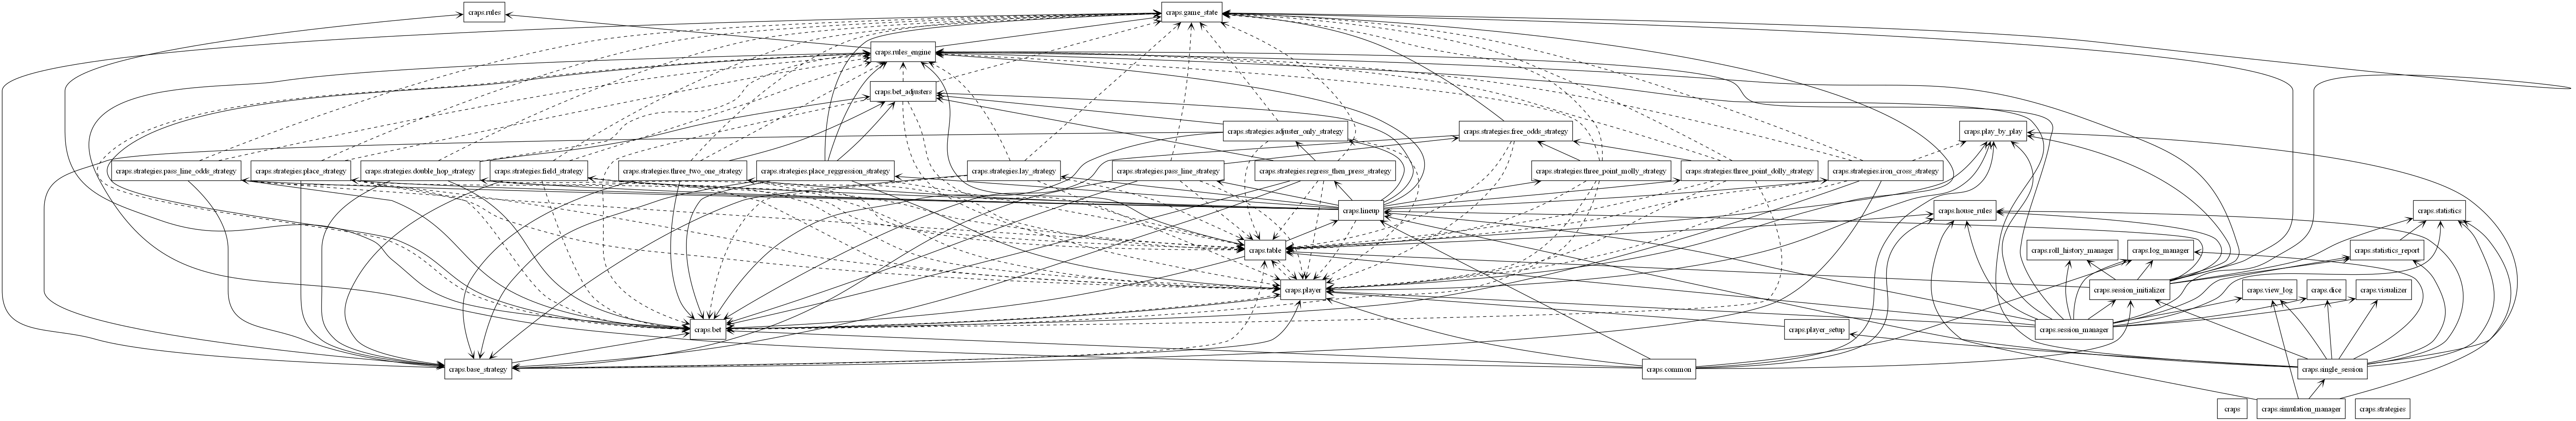 craps.rules
craps.game_state
craps.rules_engine
craps.bet_adjusters
craps.strategies.adjuster_only_strategy
craps.strategies.free_odds_strategy
craps.play_by_play
craps.strategies.pass_line_odds_strategy
craps.strategies.place_strategy
craps.strategies.double_hop_strategy
craps.strategies.field_strategy
craps.strategies.three_two_one_strategy
craps.strategies.place_reggression_strategy
craps.strategies.lay_strategy
craps.strategies.pass_line_strategy
craps.strategies.regress_then_press_strategy
craps.strategies.three_point_molly_strategy
craps.strategies.three_point_dolly_strategy
craps.strategies.iron_cross_strategy
craps.lineup
craps.house_rules
craps.statistics
craps.table
craps.roll_history_manager
craps.log_manager
craps.statistics_report
craps.player
craps.session_initializer
craps.view_log
craps.dice
craps.visualizer
craps.bet
craps.player_setup
craps.session_manager
craps.base_strategy
craps.common
craps.single_session
craps
craps.simulation_manager
craps.strategies